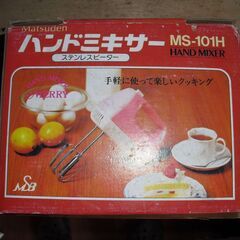 Matsuden
ハンドミキサー MS-101H
ステンレスビーター HAND MIXER
手軽に使って楽しいクッキング
CHERRY